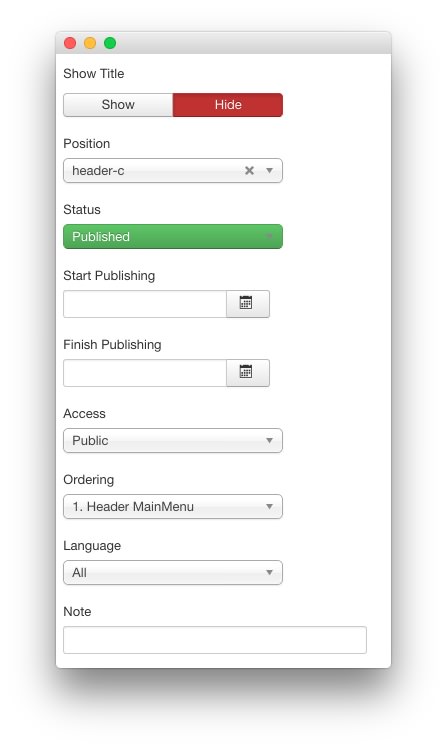 Show Title
Show Hide
Position
header-c
Status
Published
Start Publishing
Finish Publishing
Access
Public
Ordering
1. Header MainMenu
Language
All
Note